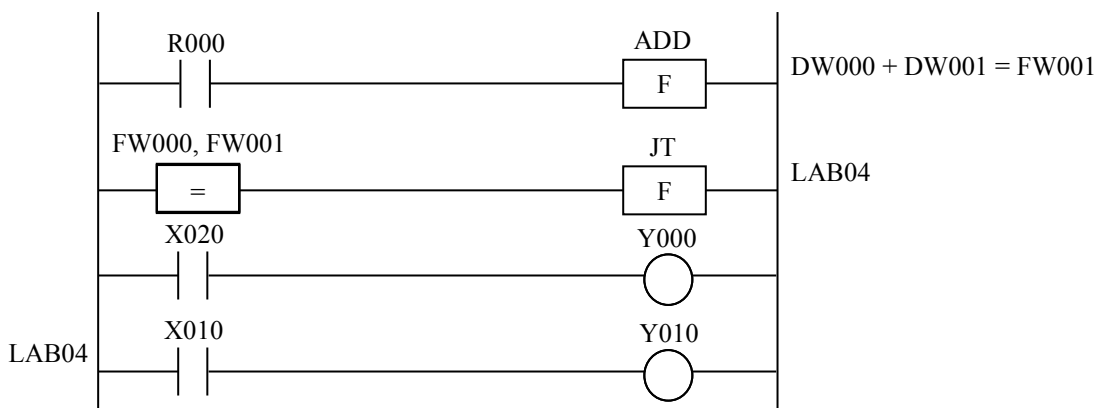 R000
ADD
F
DW000 + DW001 = FW001
FW000, FW001
=
JT
F
LAB04
X020
Y000
X010
Y010
LAB04